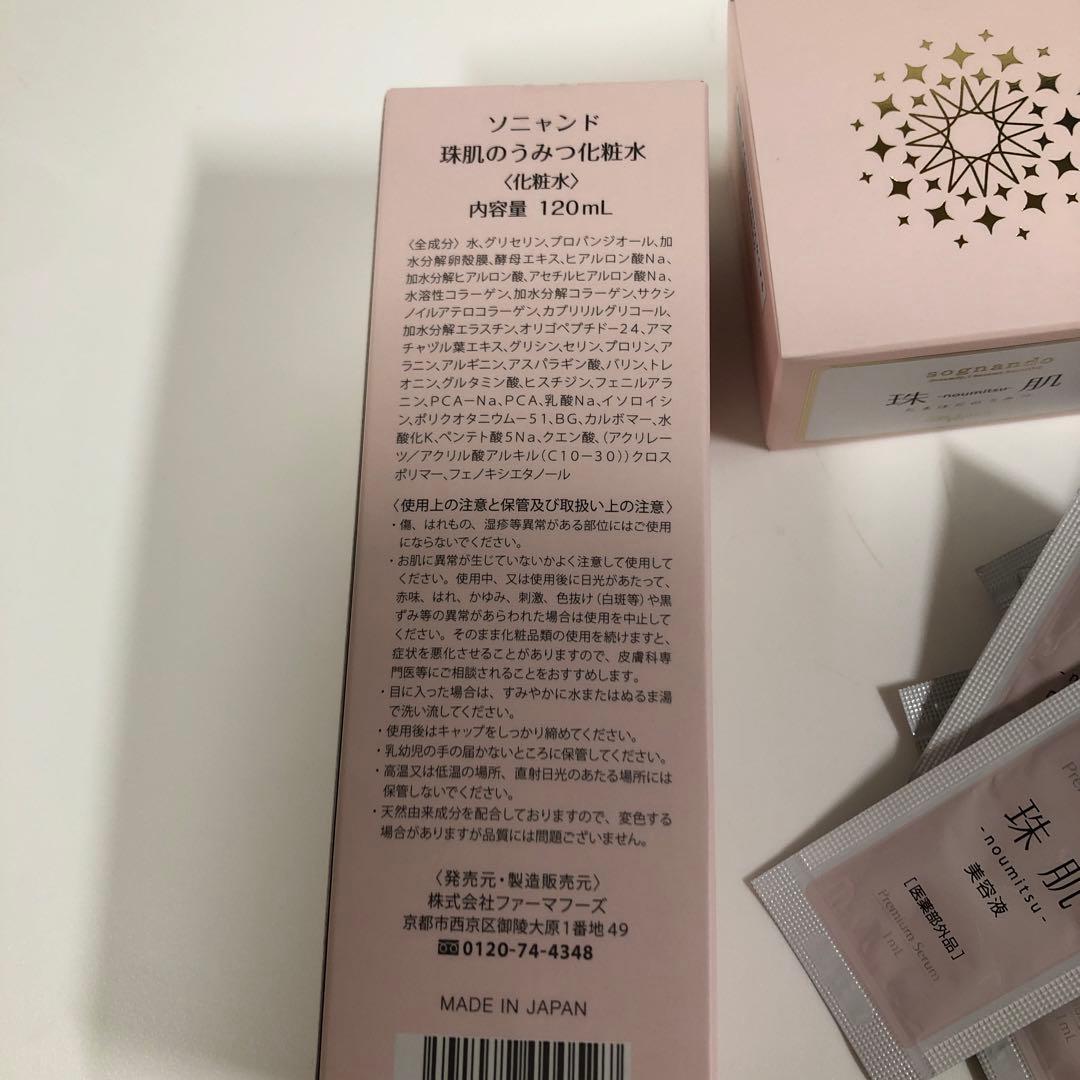 ソニャンド
珠肌のうみつ化粧水
〈化粧水〉
内容量 120mL
〈全成分〉水、グリセリン、プロパンジオール、加
水分解卵殻膜、酵母エキス、ヒアルロン酸Na、
加水分解ヒアルロン酸、アセチルヒアルロン酸Na、
水溶性コラーゲン、加水分解コラーゲン、サクシ
ノイルアテロコラーゲン、カプリリルグリコール、
加水分解エラスチン、オリゴペプチド－24、アマ
チャヅル葉エキス、グリシン、セリン、プロリン、ア
ラニン、アルギニン、アスパラギン酸、バリン、トレ
オニン、グルタミン酸、ヒスチジン、フェニルアラ
ニン、PCA－Na、PCA、乳酸Na、イソロイシ
ン、ポリクオタニウム－51、BG、カルボマー、水
酸化K、ペンテト酸5Na、クエン酸、（アクリレー
ツ／アクリル酸アルキル（C10－30））クロス
ポリマー、フェノキシエタノール
〈使用上の注意と保管及び取扱い上の注意〉
・傷、はれもの、湿疹等異常がある部位にはご使用
にならないでください。
・お肌に異常が生じていないかよく注意して使用して
ください。使用中、又は使用後に日光があたって、
赤味、はれ、かゆみ、刺激、色抜け（白斑等）や黒
ずみ等の異常があらわれた場合は使用を中止して
ください。そのまま化粧品類の使用を続けますと、
症状を悪化させることがありますので、皮膚科専
門医等にご相談されることをおすすめします。
・目に入った場合は、すみやかに水またはぬるま湯
で洗い流してください。
・使用後はキャップをしっかり締めてください。
・乳幼児の手の届かないところに保管してください。
・高温又は低温の場所、直射日光のあたる場所には
保管しないでください。
・天然由来成分を配合しておりますので、変色する
場合がありますが品質には問題ございません。
〈発売元・製造販売元〉
株式会社ファーマフーズ
京都市西京区御陵大原1番地49
0120-74-4348
MADE IN JAPAN
sognando
珠 -noumitsu- 肌
珠 肌
-noumitsu-
美容液
［医薬部外品］
Premium Serum
1mL